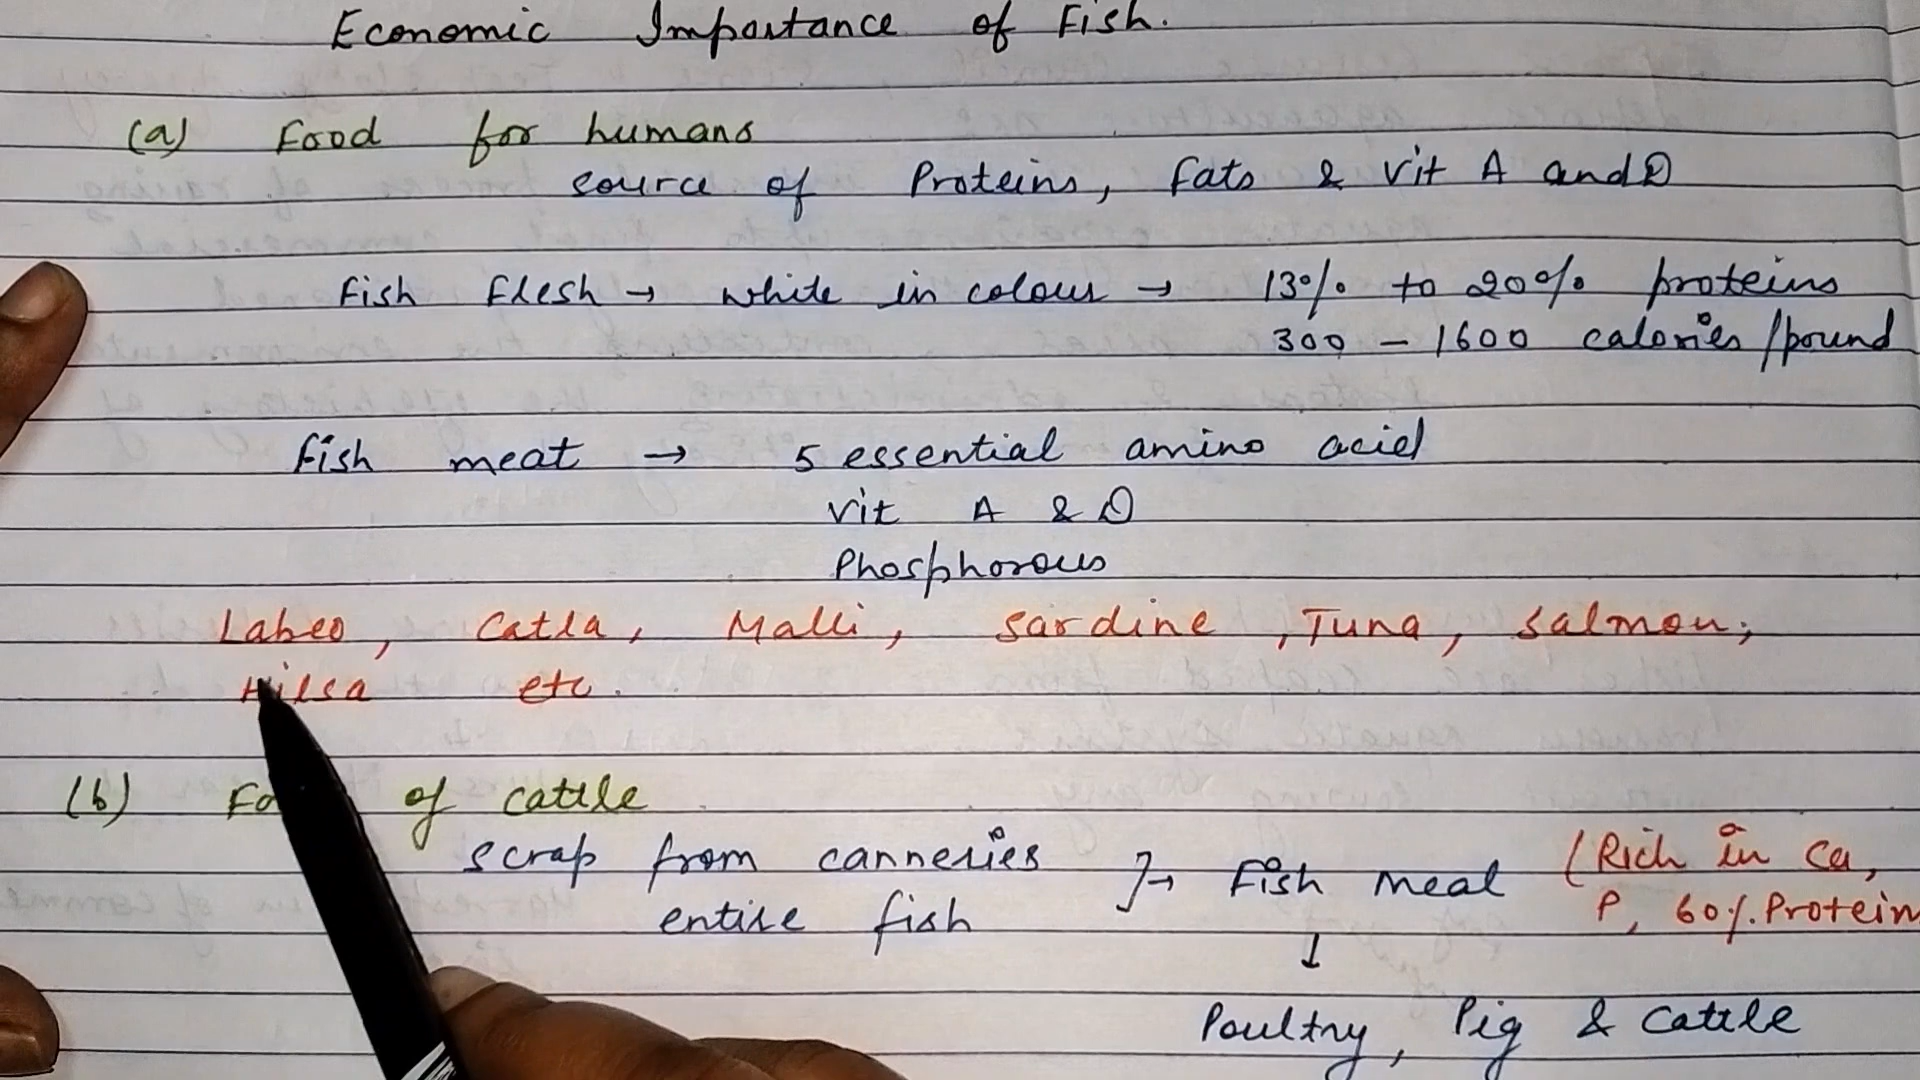 Economic Importance of Fish.
(a) Food for humans
source of Proteins, Fats & Vit A and D
Fish Flesh → white in colour → 13% to 20% proteins
300 - 1600 calories/pound
Fish meat → 5 essential amino acid
Vit A & D
Phosphorous
Labeo, Catla, Malli, Sardine, Tuna, Salmon,
Hilsa etc.
(b) of cattle
scrap from canneries
entire fish
]→ Fish meal (Rich in Ca,
P, 60%. Protein
↓
Poultry, Pig & Cattle